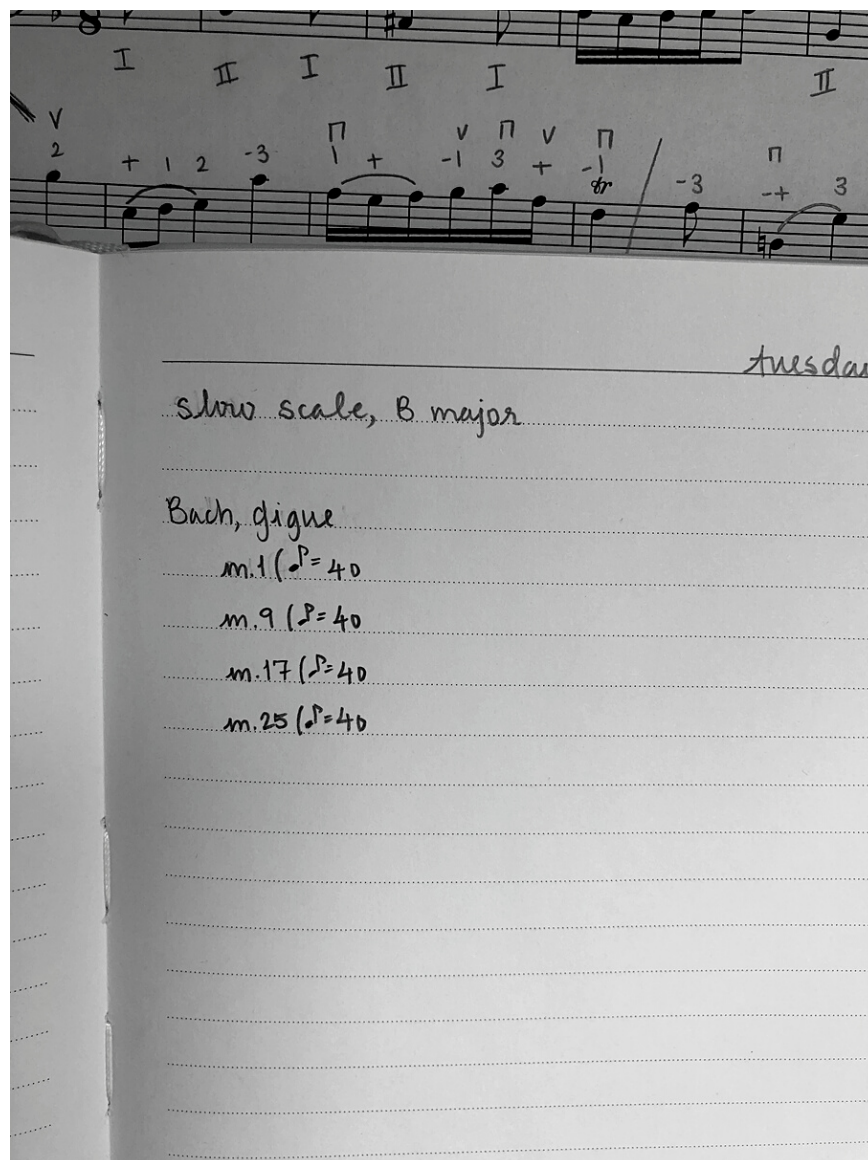 I II I II I II
V Π V Π V Π Π
2 + 1 2 -3 1 + -1 3 + -1 -3 -+ 3
tr
tuesda
slow scale, B major
Bach, gigue
m.1 (♪= 40
m.9 (♪= 40
m.17 (♪= 40
m.25 (♪= 40